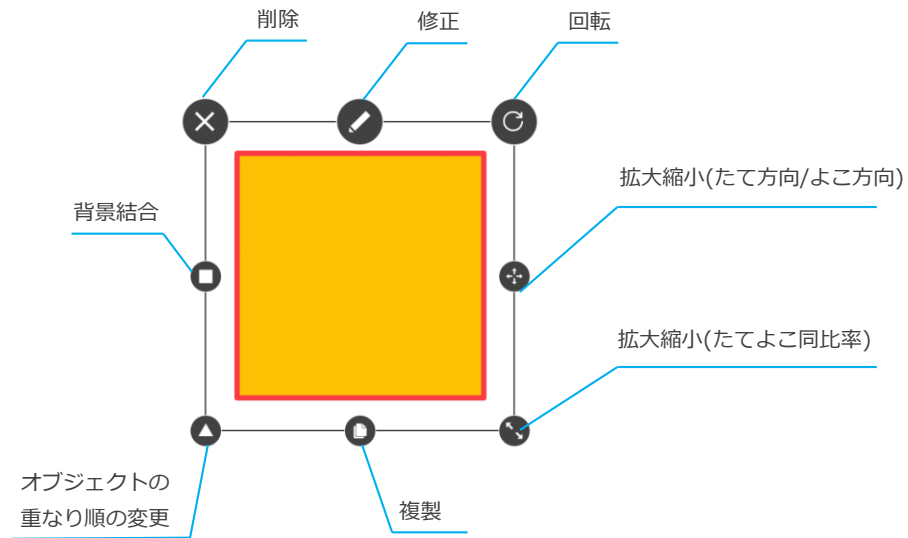 削除
修正
回転
拡大縮小(たて方向/よこ方向)
背景結合
拡大縮小(たてよこ同比率)
オブジェクトの
重なり順の変更
複製